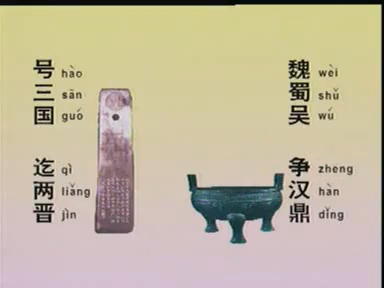 魏蜀吴
wèi shǔ wú
争汉鼎
zheng hàn dǐng
号三国
hào sān guó
迄两晋
qì liǎng jìn